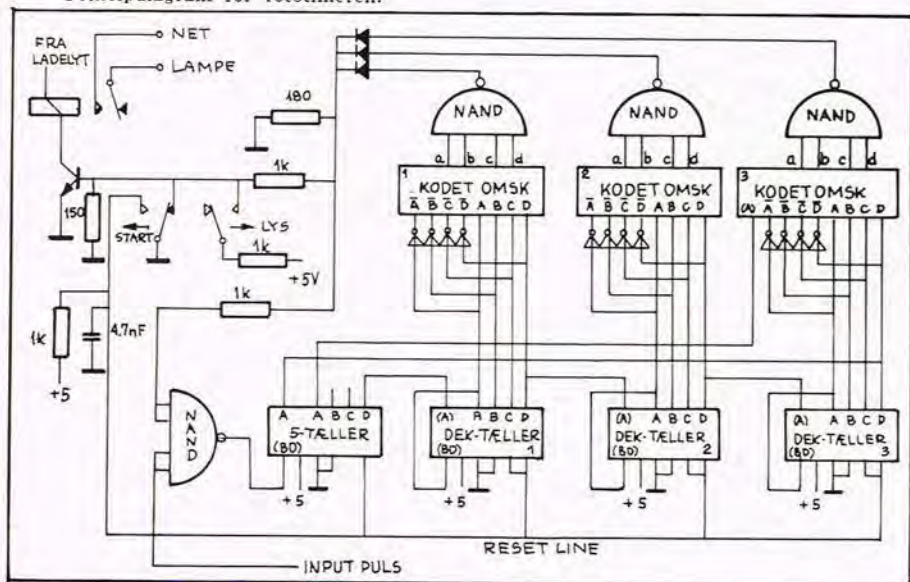 FRA
LADELYT
NET
LAMPE
180
1k
150
START
LYS
1k
+5V
1k
1k
4.7nF
+5
NAND
NAND
NAND
a b c d
a b c d
a b c d
1
KODET OMSK
A̅ B̅ C̅ D̅ A B C D
2
KODET OMSK
A̅ B̅ C̅ D̅ A B C D
3
KODET OMSK
(A) A̅ B̅ C̅ D̅ A B C D
NAND
A A B C D
5-TÆLLER
(BD)
+5
(A) A B C D
DEK-TÆLLER
(BD) 1
+5
(A) A B C D
DEK-TÆLLER
(BD) 2
+5
(A) A B C D
DEK-TÆLLER
(BD) 3
+5
RESET LINE
INPUT PULS